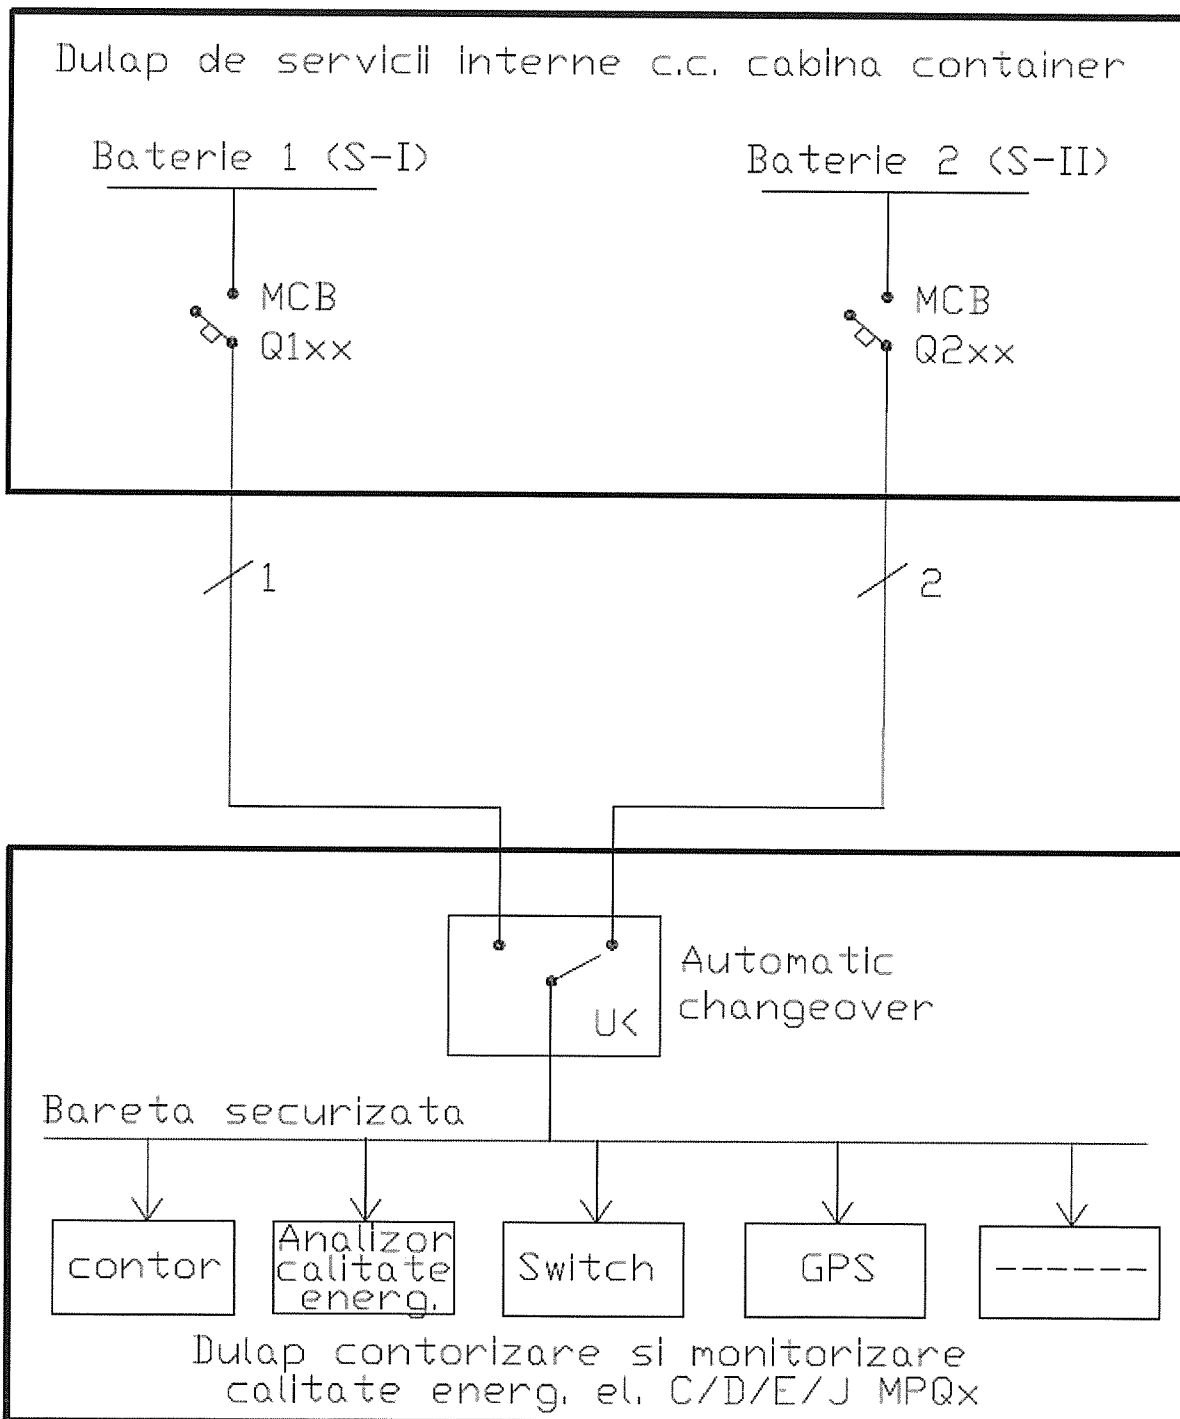 Dulap de servicii interne c.c. cabina container
Baterie 1 (S-I)
Baterie 2 (S-II)
MCB
Q1xx
MCB
Q2xx
1
2
Automatic
changeover
U<
Bareta securizata
contor
Analizor
calitate
energ.
Switch
GPS
------
Dulap contorizare si monitorizare
calitate energ. el. C/D/E/J MPQx